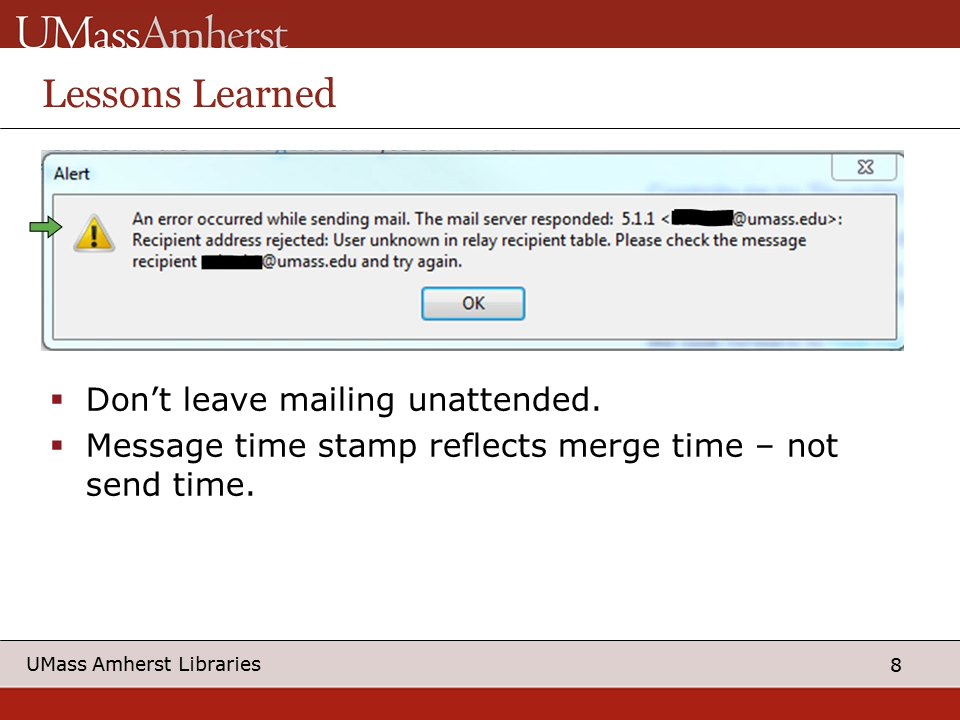 UMassAmherst
Lessons Learned
Alert
An error occurred while sending mail. The mail server responded: 5.1.1 <@umass.edu>:
Recipient address rejected: User unknown in relay recipient table. Please check the message
recipient @umass.edu and try again.
OK
▪ Don’t leave mailing unattended.
▪ Message time stamp reflects merge time – not
send time.
UMass Amherst Libraries
8